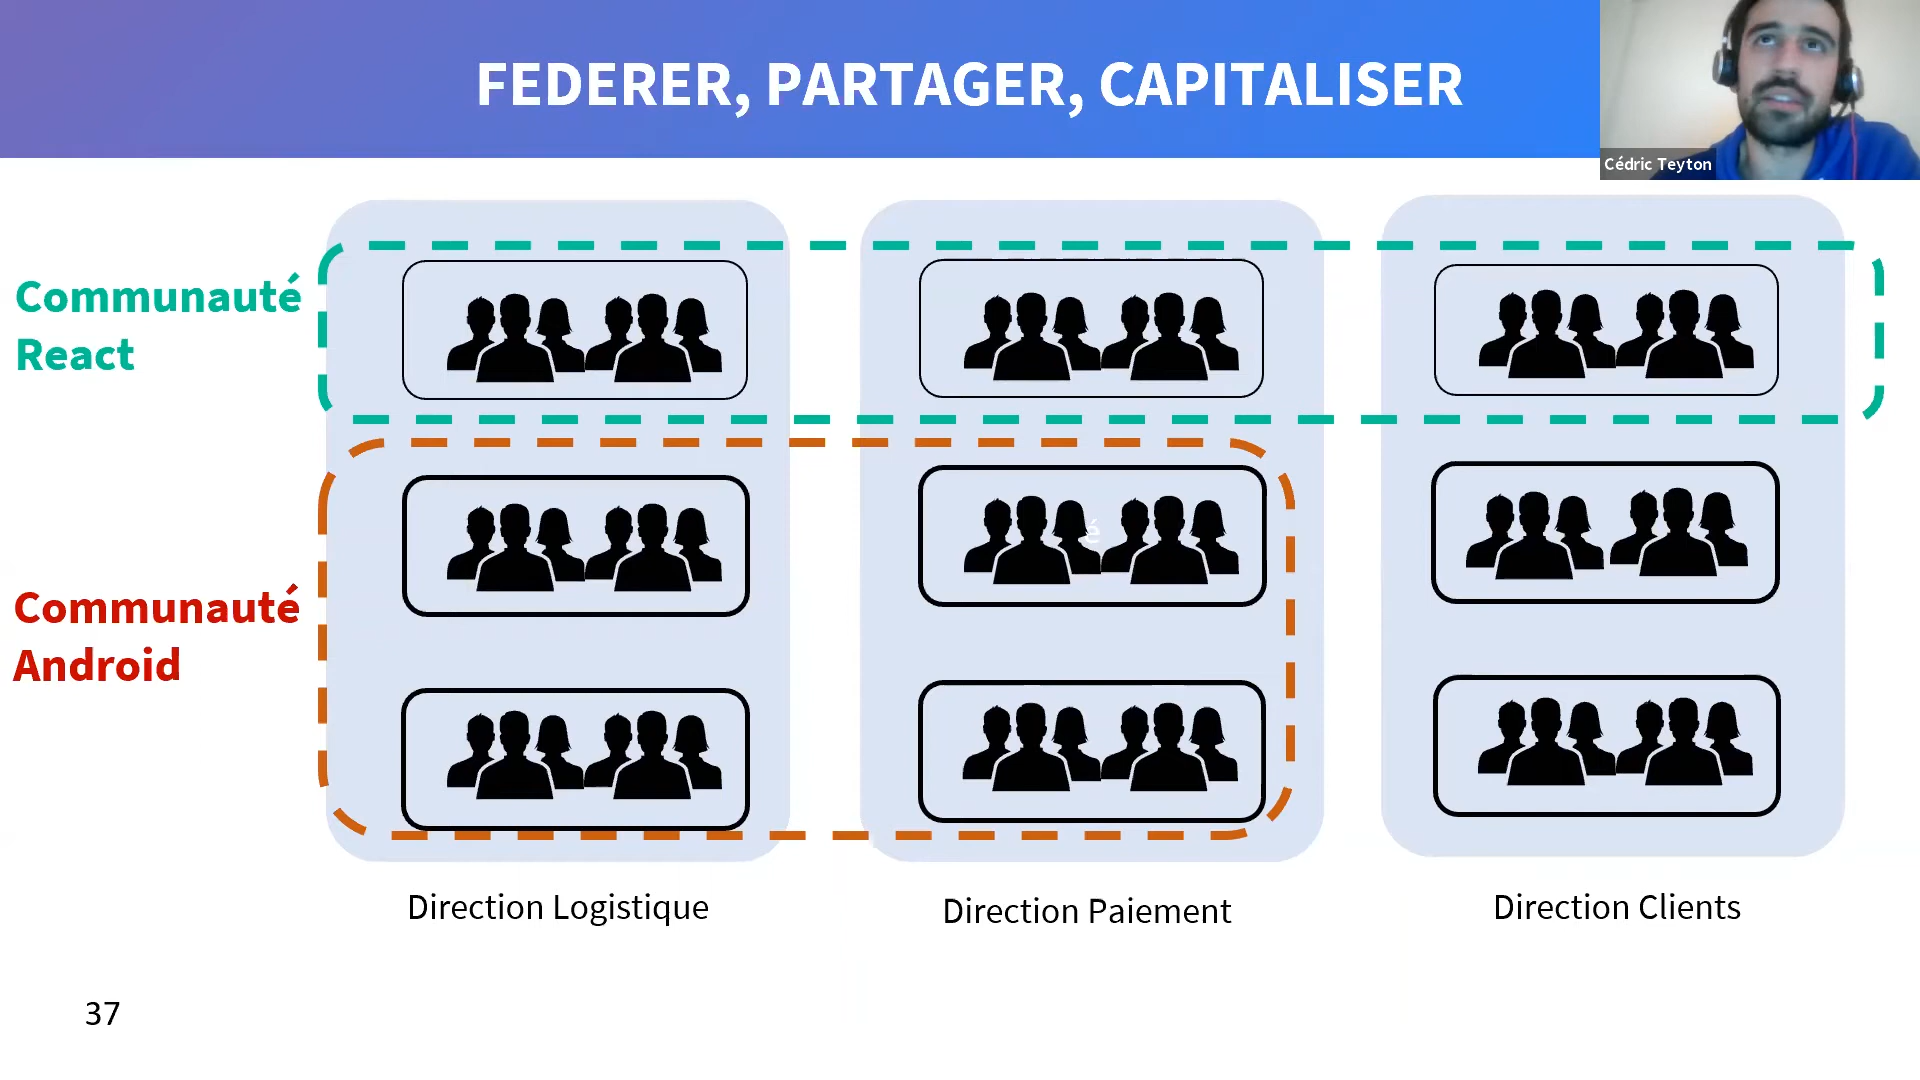 FEDERER, PARTAGER, CAPITALISER
Cédric Teyton
Communauté
React
é
Communauté
Android
Direction Logistique
Direction Paiement
Direction Clients
37